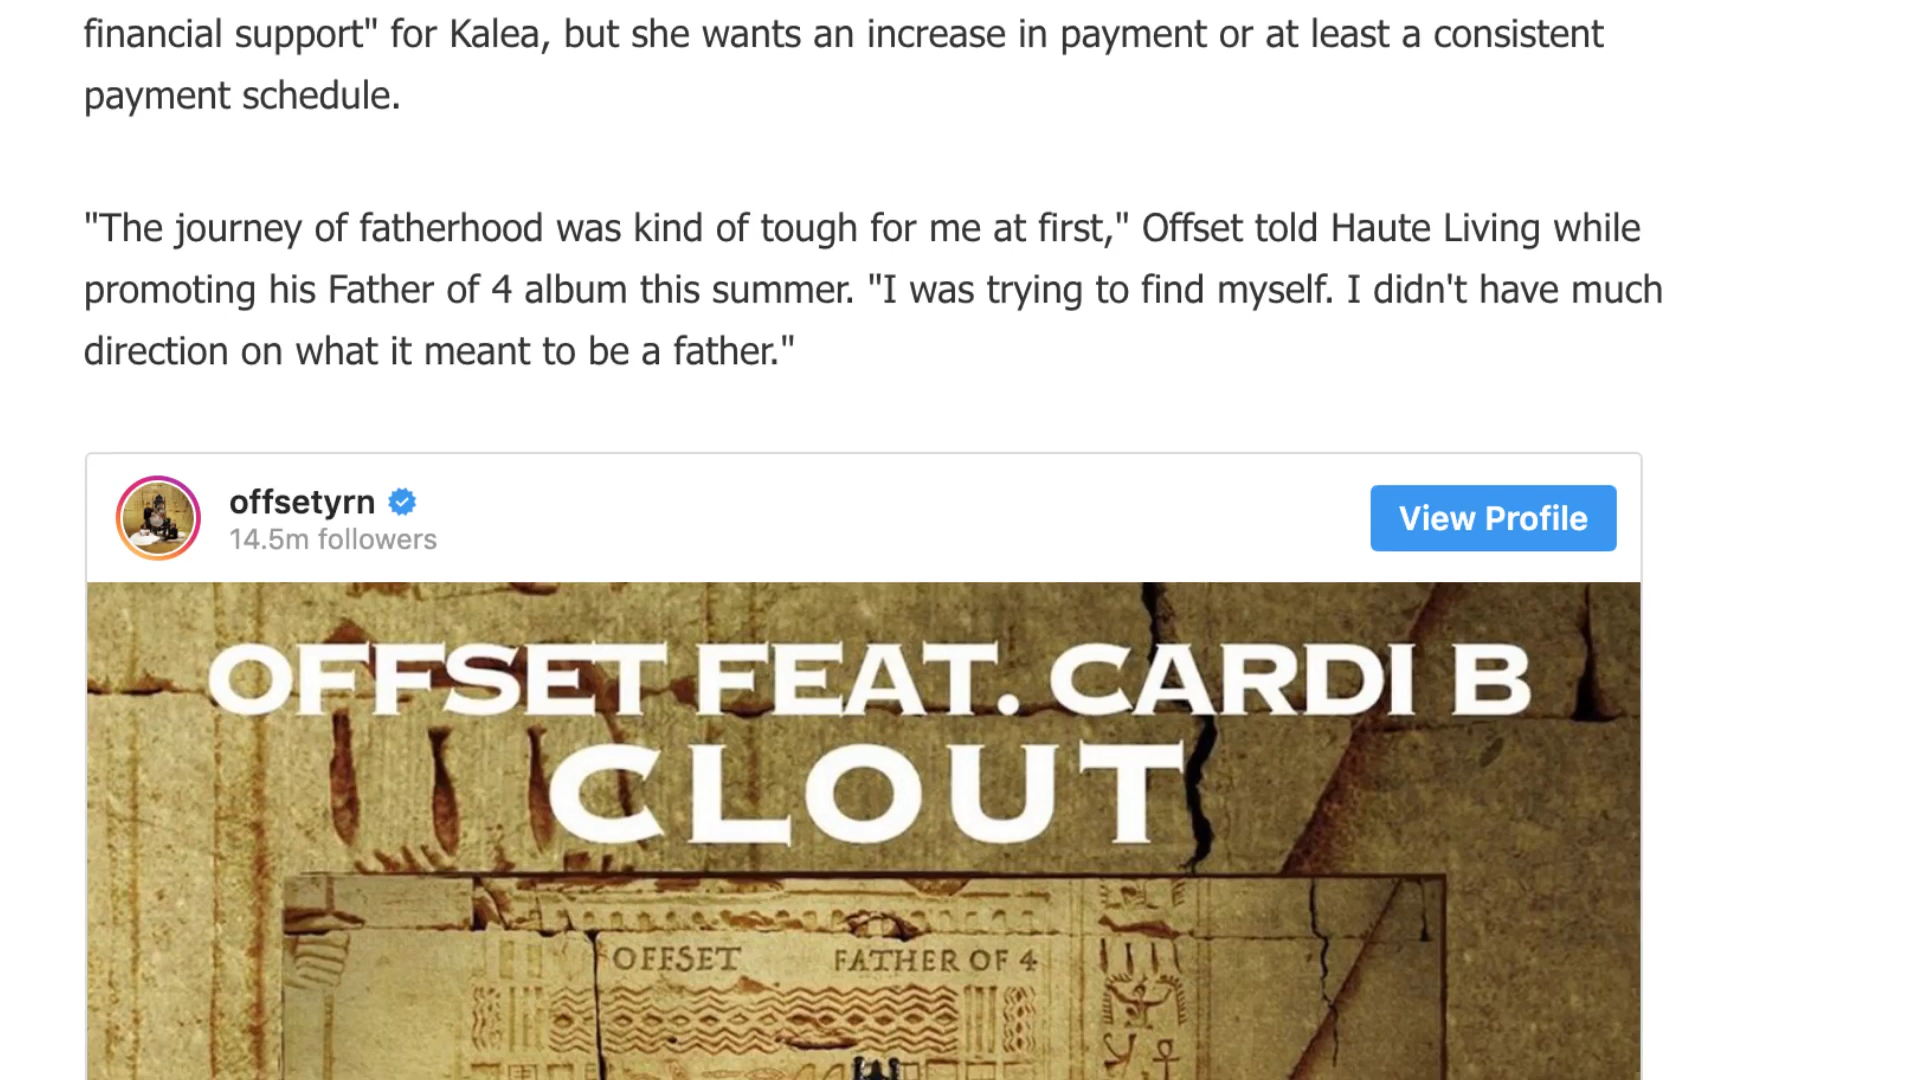 financial support" for Kalea, but she wants an increase in payment or at least a consistent
payment schedule.
"The journey of fatherhood was kind of tough for me at first," Offset told Haute Living while
promoting his Father of 4 album this summer. "I was trying to find myself. I didn't have much
direction on what it meant to be a father."
offsetyrn
14.5m followers
View Profile
OFFSET FEAT. CARDI B
CLOUT
OFFSET FATHER OF 4